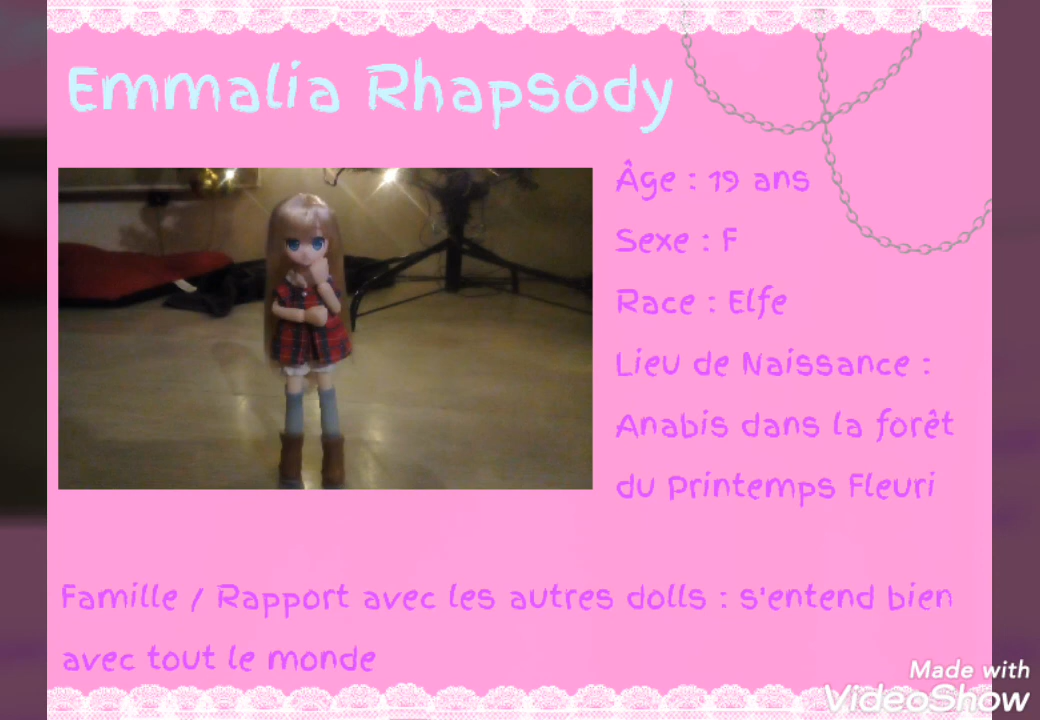 Emmalia Rhapsody
Âge : 19 ans
Sexe : F
Race : Elfe
Lieu de Naissance :
Anabis dans la forêt
du Printemps Fleuri
Famille / Rapport avec les autres dolls : s'entend bien
avec tout le monde
Made with
VideoShow